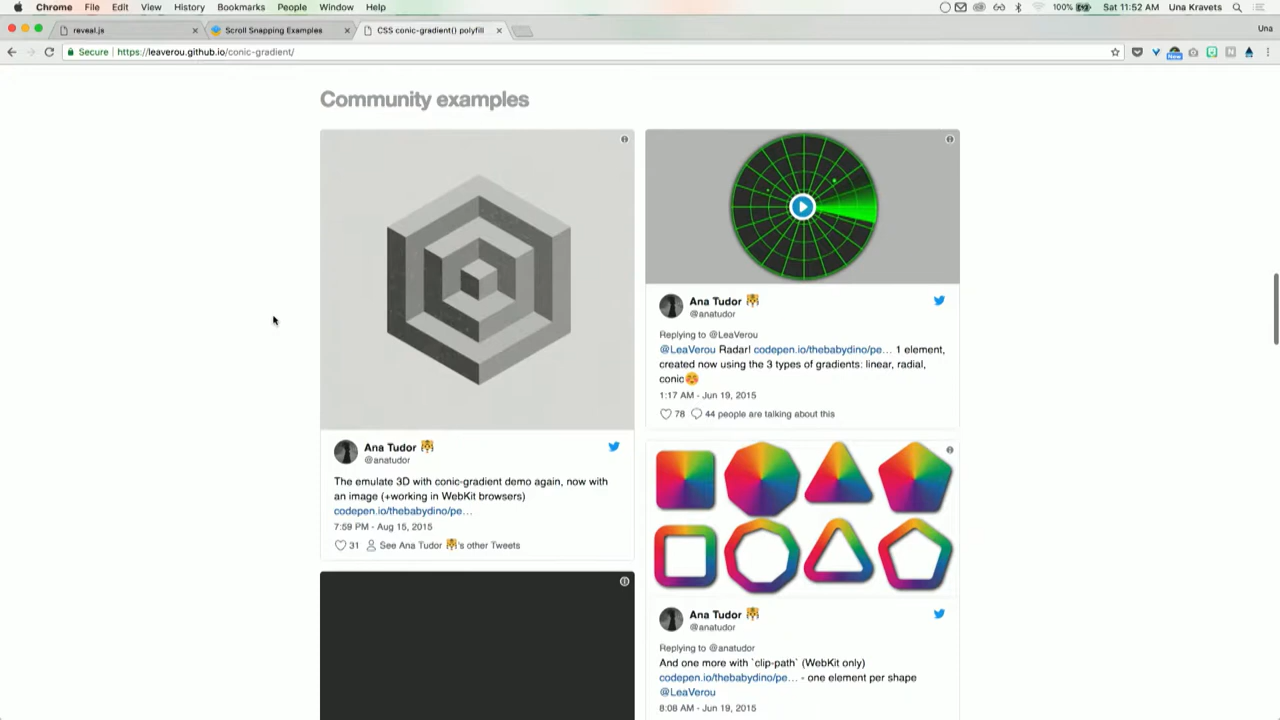 Chrome File Edit View History Bookmarks People Window Help
100% Sat 11:52 AM Una Kravets
reveal.js
Scroll Snapping Examples
CSS conic-gradient() polyfill
Una
Secure https://leaverou.github.io/conic-gradient/
New
Community examples
Ana Tudor
@anatudor
The emulate 3D with conic-gradient demo again, now with
an image (+working in WebKit browsers)
codepen.io/thebabydino/pe…
7:59 PM - Aug 15, 2015
31 See Ana Tudor 's other Tweets
Ana Tudor
@anatudor
Replying to @LeaVerou
@LeaVerou Radar! codepen.io/thebabydino/pe… 1 element,
created now using the 3 types of gradients: linear, radial,
conic
1:17 AM - Jun 19, 2015
78 44 people are talking about this
Ana Tudor
@anatudor
Replying to @anatudor
And one more with `clip-path` (WebKit only)
codepen.io/thebabydino/pe… - one element per shape
@LeaVerou
8:08 AM - Jun 19, 2015